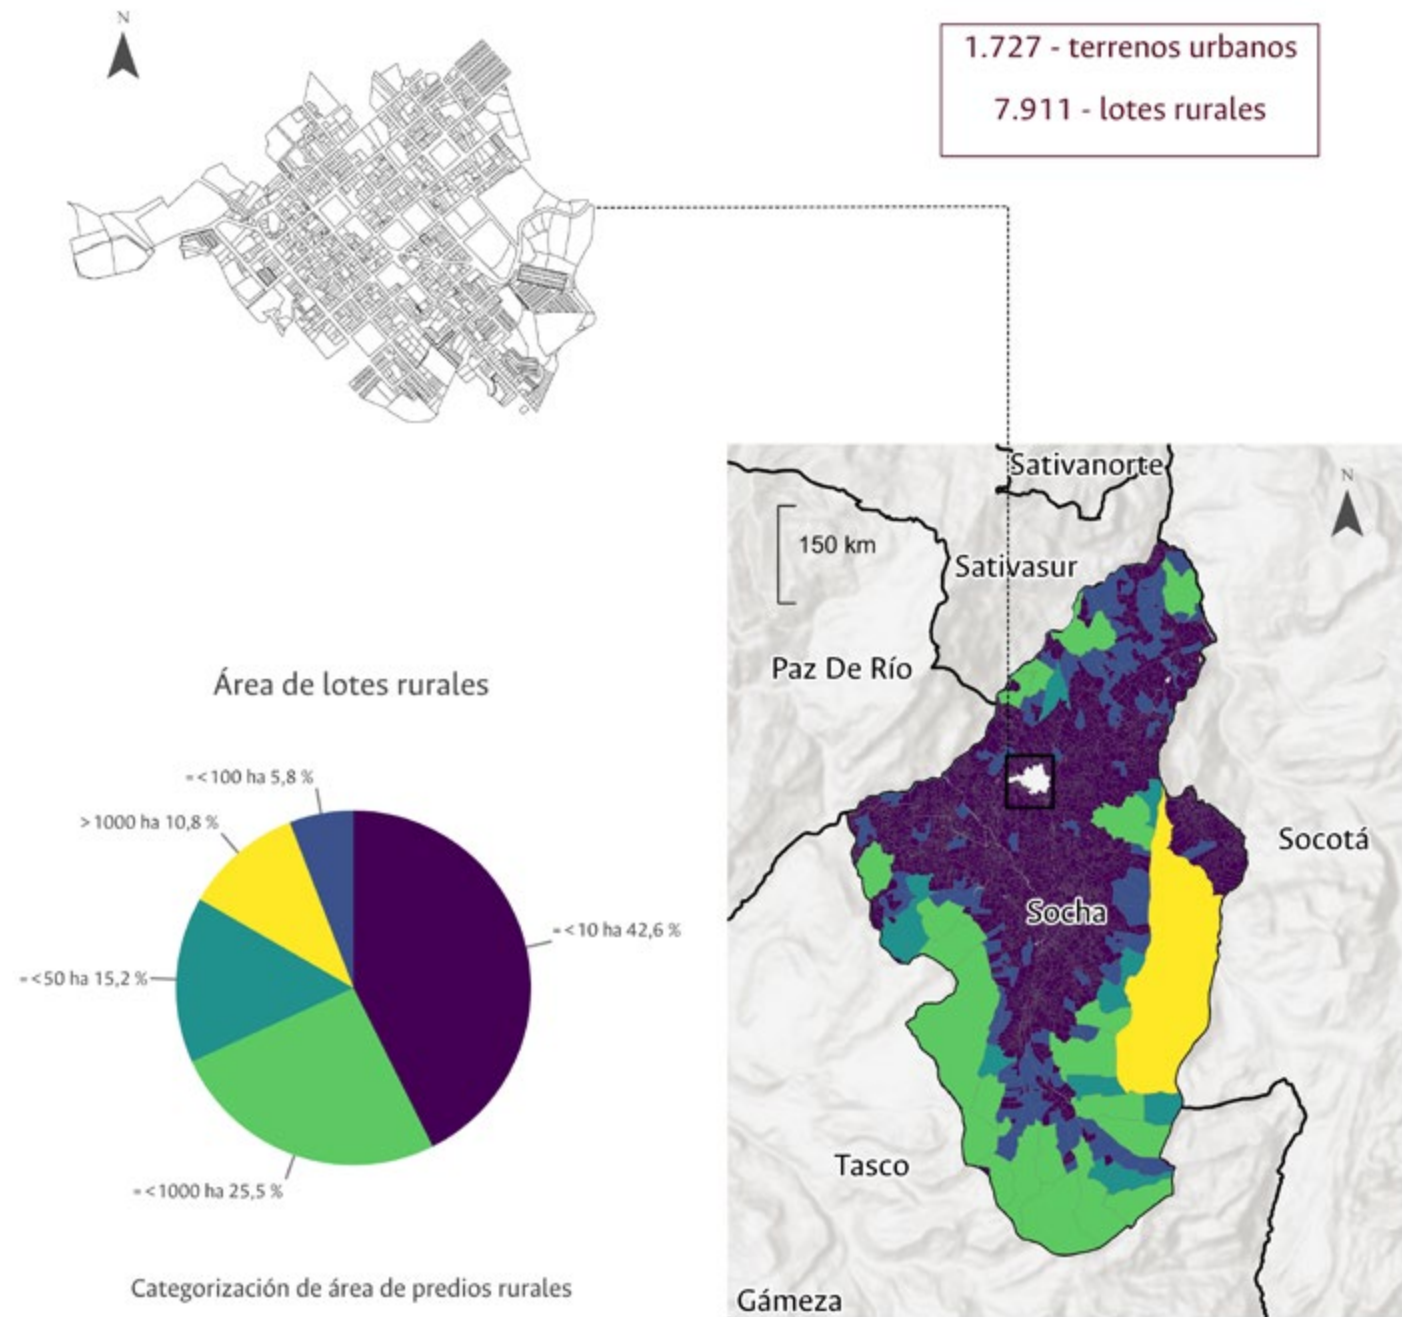 N
1.727 - terrenos urbanos
7.911 - lotes rurales
Sativanorte
N
150 km
Sativasur
Paz De Río
Socotá
Socha
Tasco
Gámeza
Área de lotes rurales
=<100 ha 5,8 %
> 1000 ha 10,8 %
=<10 ha 42,6 %
=<50 ha 15,2 %
=<1000 ha 25,5 %
Categorización de área de predios rurales